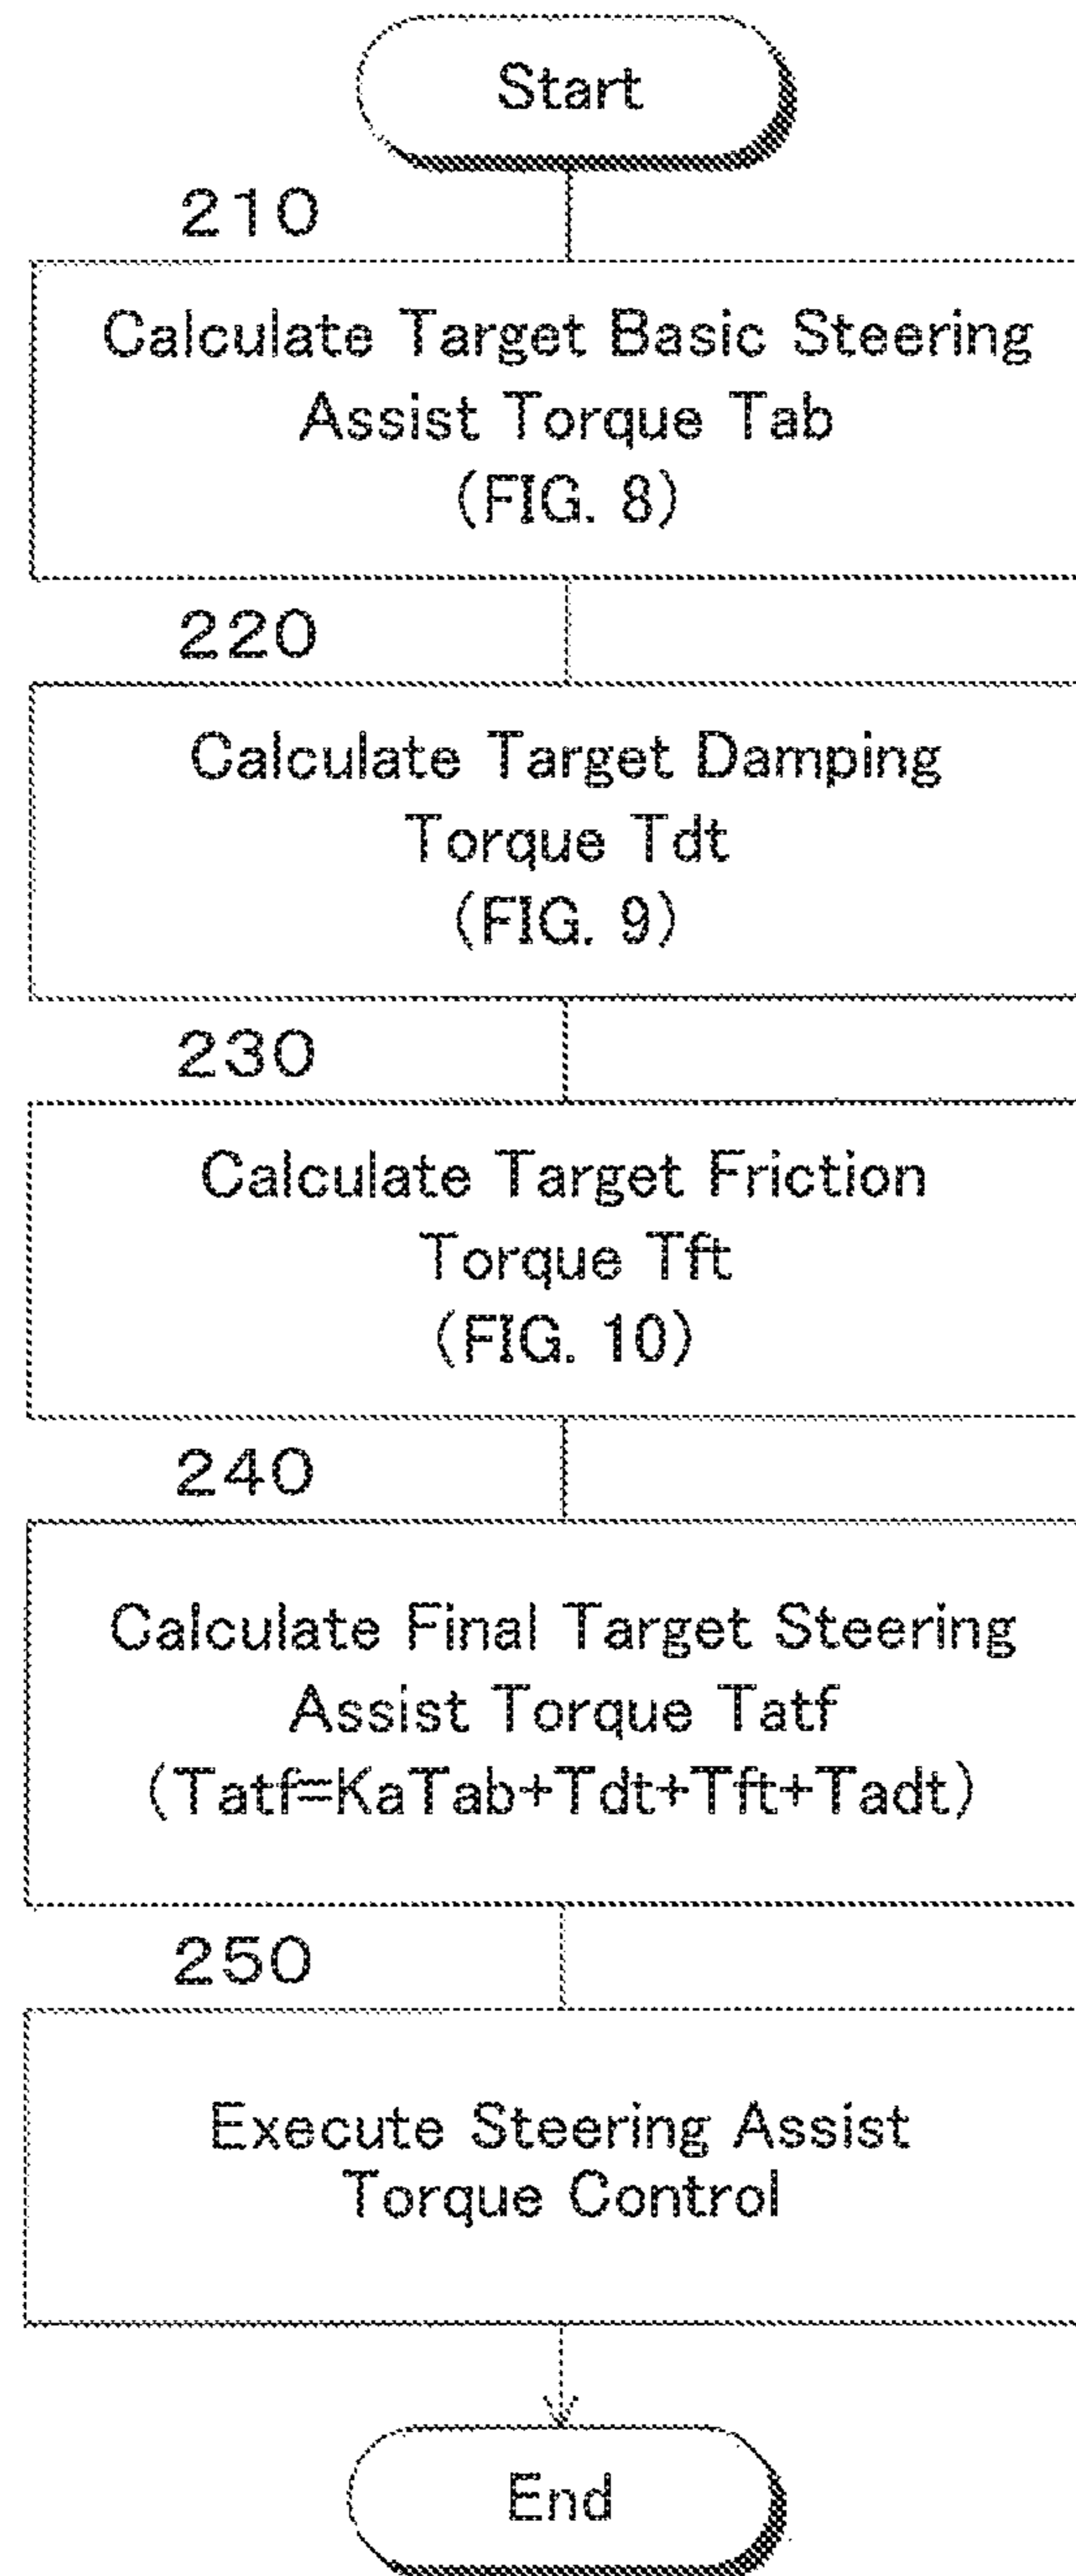 Start
210
Calculate Target Basic Steering
Assist Torque Tab
(FIG. 8)
220
Calculate Target Damping
Torque Tdt
(FIG. 9)
230
Calculate Target Friction
Torque Tft
(FIG. 10)
240
Calculate Final Target Steering
Assist Torque Tatf
(Tatf=KaTab+Tdt+Tft+Tadt)
250
Execute Steering Assist
Torque Control
End